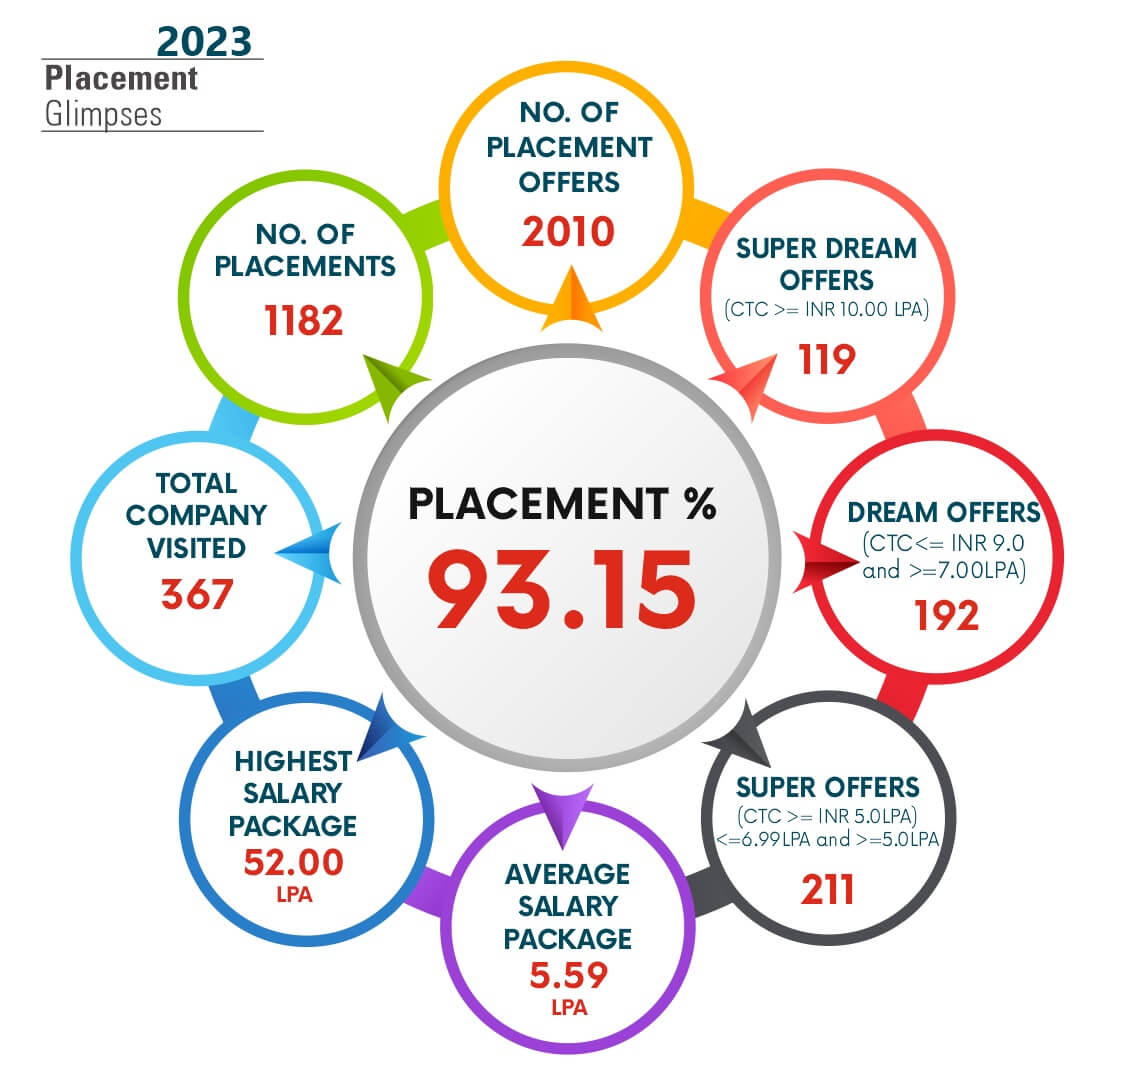 2023
Placement
Glimpses
NO. OF
PLACEMENT
OFFERS
2010
SUPER DREAM
OFFERS
(CTC >= INR 10.00 LPA)
119
DREAM OFFERS
(CTC<= INR 9.0
and >=7.00LPA)
192
SUPER OFFERS
(CTC >= INR 5.0LPA)
<=6.99LPA and >=5.0LPA
211
AVERAGE
SALARY
PACKAGE
5.59
LPA
HIGHEST
SALARY
PACKAGE
52.00
LPA
TOTAL
COMPANY
VISITED
367
NO. OF
PLACEMENTS
1182
PLACEMENT %
93.15